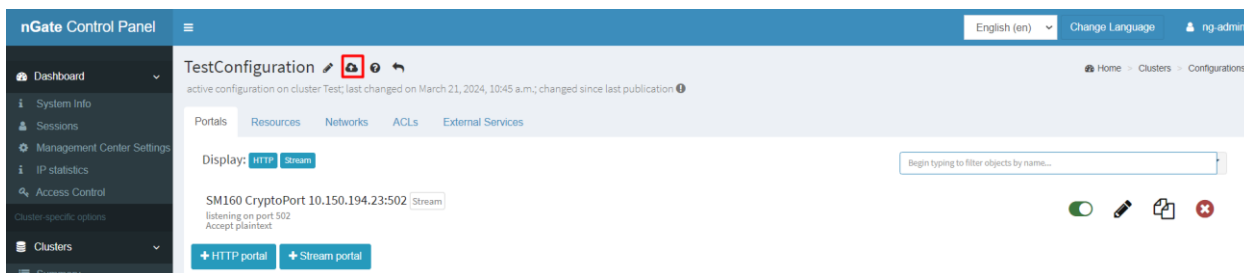 nGate Control Panel
English (en)
Change Language
ng-admin
Dashboard
System Info
Sessions
Management Center Settings
IP statistics
Access Control
Cluster-specific options
Clusters
Summary
TestConfiguration
Home > Clusters > Configurations
active configuration on cluster Test; last changed on March 21, 2024, 10:45 a.m.; changed since last publication
Portals Resources Networks ACLs External Services
Display: HTTP Stream
Begin typing to filter objects by name...
SM160 CryptoPort 10.150.194.23:502 Stream
listening on port 502
Accept plaintext
+ HTTP portal + Stream portal